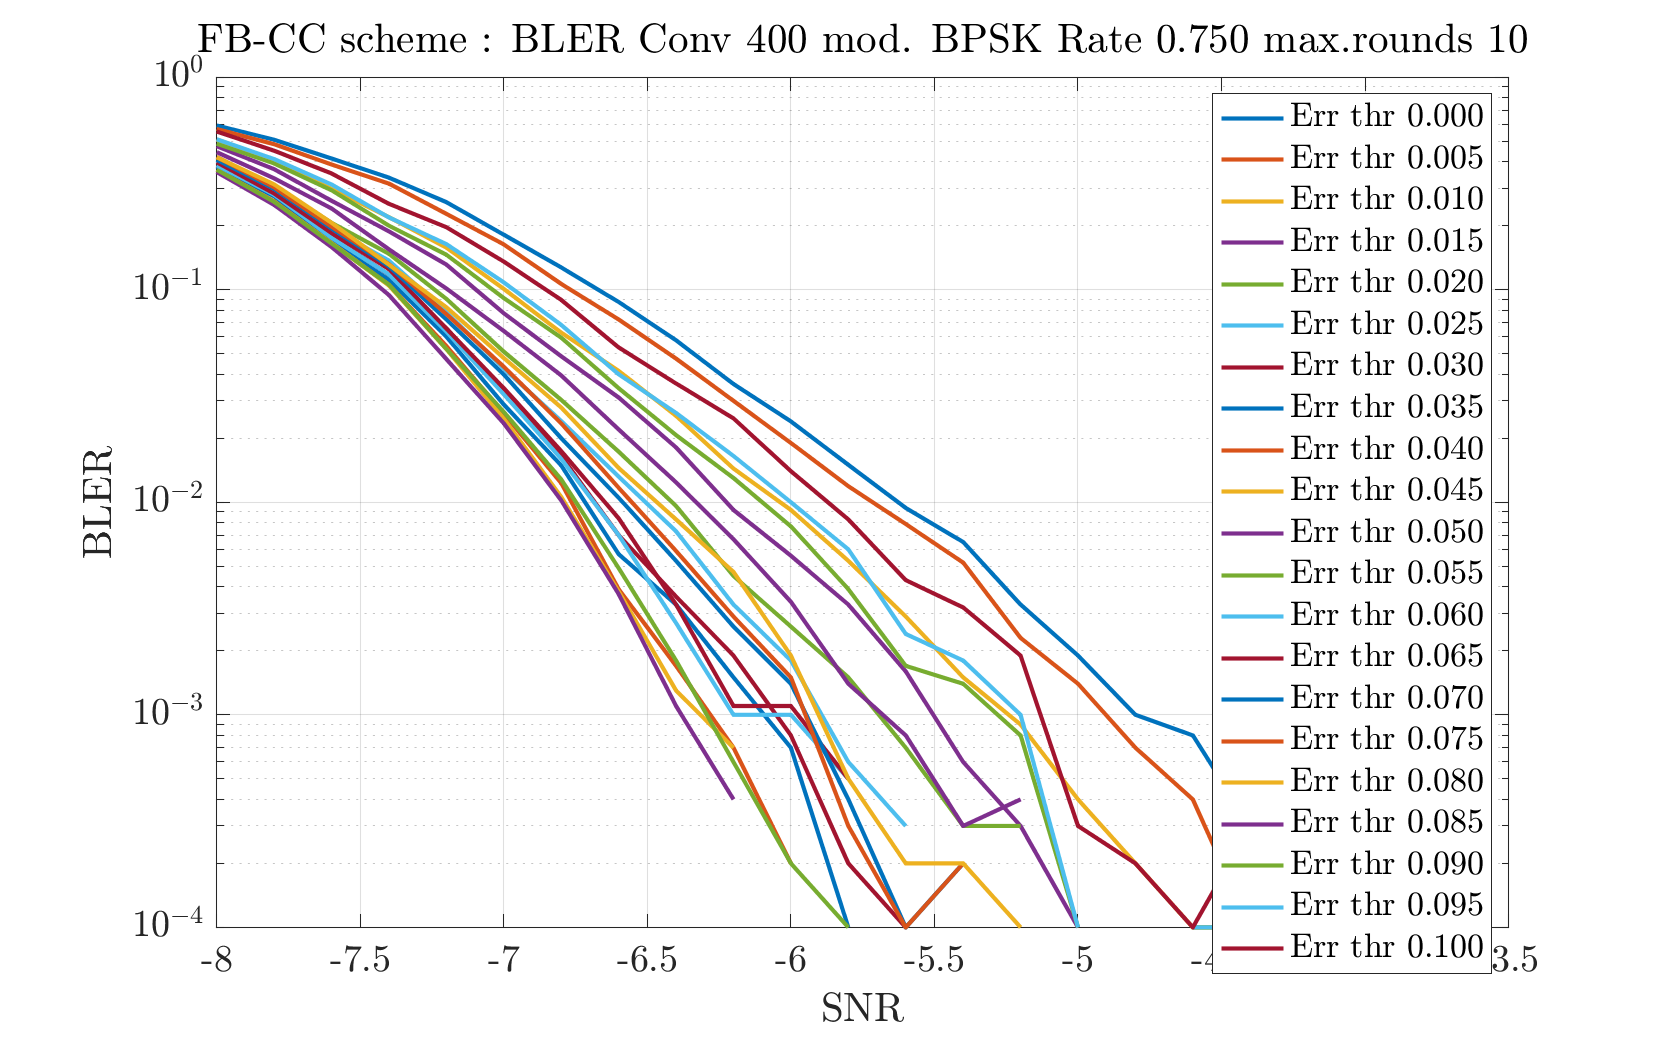 FB-CC scheme : BLER Conv 400 mod. BPSK Rate 0.750 max.rounds 10
10^0
10^-1
10^-2
10^-3
10^-4
BLER
-8 -7.5 -7 -6.5 -6 -5.5 -5 3.5
SNR
Err thr 0.000
Err thr 0.005
Err thr 0.010
Err thr 0.015
Err thr 0.020
Err thr 0.025
Err thr 0.030
Err thr 0.035
Err thr 0.040
Err thr 0.045
Err thr 0.050
Err thr 0.055
Err thr 0.060
Err thr 0.065
Err thr 0.070
Err thr 0.075
Err thr 0.080
Err thr 0.085
Err thr 0.090
Err thr 0.095
Err thr 0.100